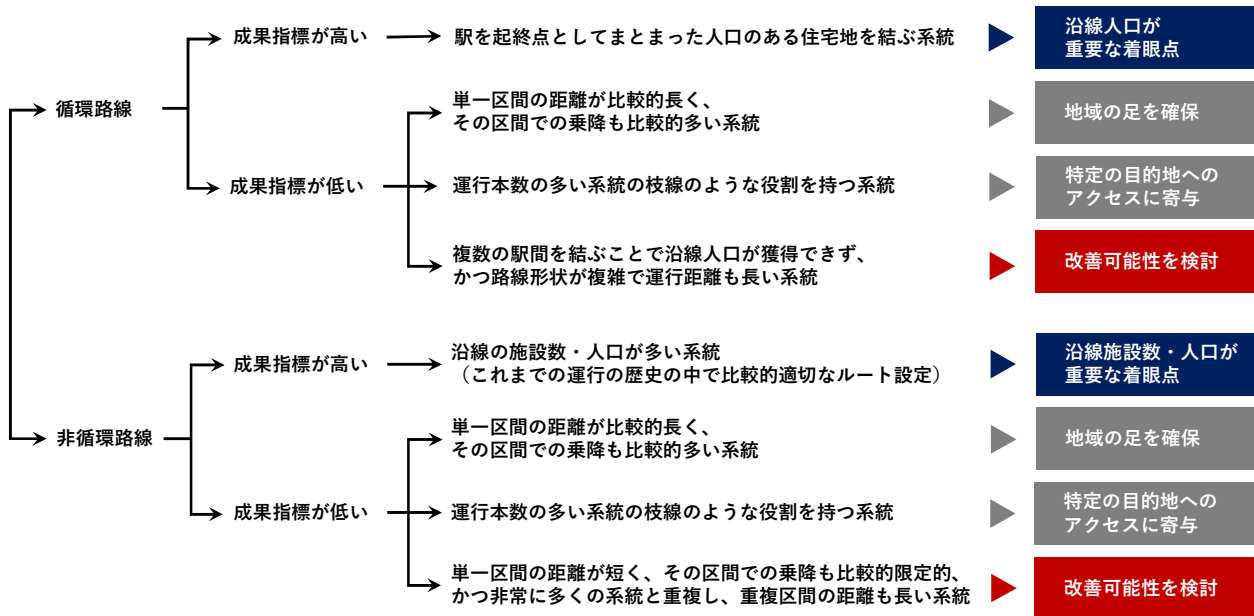 成果指標が高い
駅を起終点としてまとまった人口のある住宅地を結ぶ系統
沿線人口が
重要な着眼点
循環路線
単一区間の距離が比較的長く、
その区間での乗降も比較的多い系統
地域の足を確保
成果指標が低い
運行本数の多い系統の枝線のような役割を持つ系統
特定の目的地への
アクセスに寄与
複数の駅間を結ぶことで沿線人口が獲得できず、
かつ路線形状が複雑で運行距離も長い系統
改善可能性を検討
成果指標が高い
沿線の施設数・人口が多い系統
（これまでの運行の歴史の中で比較的適切なルート設定）
沿線施設数・人口が
重要な着眼点
非循環路線
単一区間の距離が比較的長く、
その区間での乗降も比較的多い系統
地域の足を確保
成果指標が低い
運行本数の多い系統の枝線のような役割を持つ系統
特定の目的地への
アクセスに寄与
単一区間の距離が短く、その区間での乗降も比較的限定的、
かつ非常に多くの系統と重複し、重複区間の距離も長い系統
改善可能性を検討